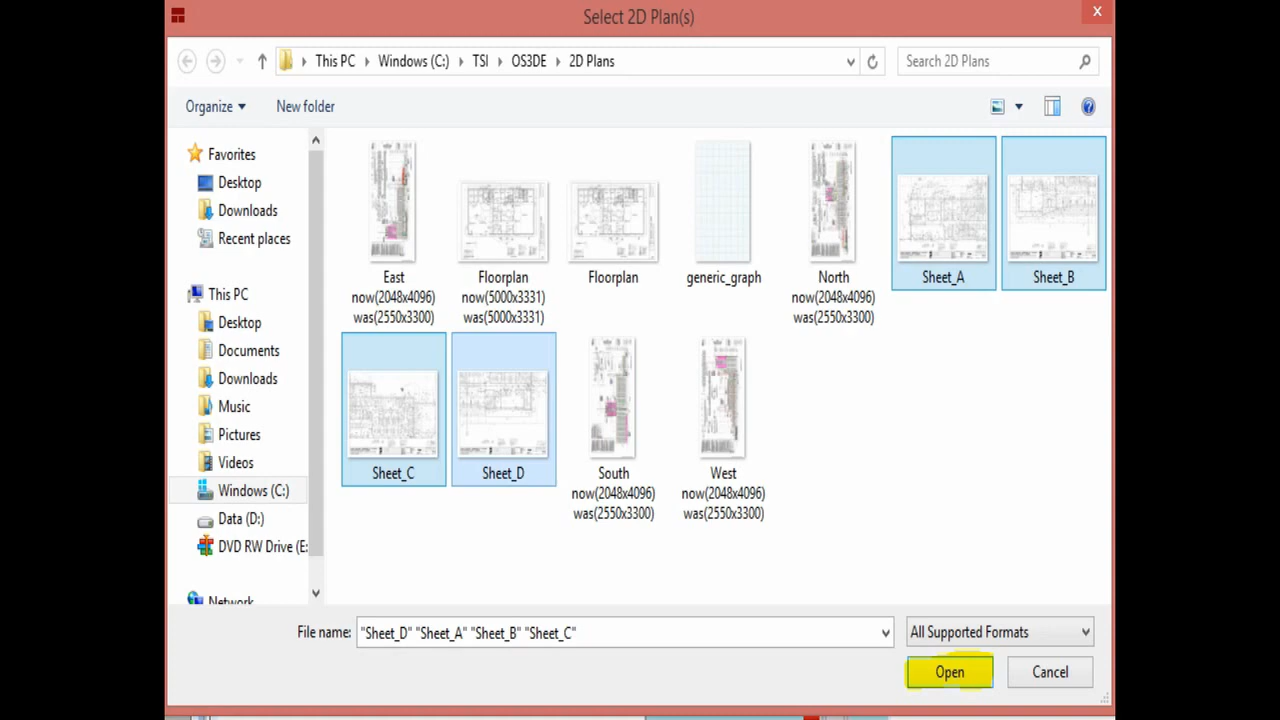 Select 2D Plan(s)
This PC Windows (C:) TSI OS3DE 2D Plans
Search 2D Plans
Organize New folder
Favorites
Desktop
Downloads
Recent places
This PC
Desktop
Documents
Downloads
Music
Pictures
Videos
Windows (C:)
Data (D:)
DVD RW Drive (E:
Network
East
now(2048x4096)
was(2550x3300)
Floorplan
now(5000x3331)
was(5000x3331)
Floorplan
generic_graph
North
now(2048x4096)
was(2550x3300)
Sheet_A
Sheet_B
Sheet_C
Sheet_D
South
now(2048x4096)
was(2550x3300)
West
now(2048x4096)
was(2550x3300)
File name: "Sheet_D" "Sheet_A" "Sheet_B" "Sheet_C"
All Supported Formats
Open Cancel